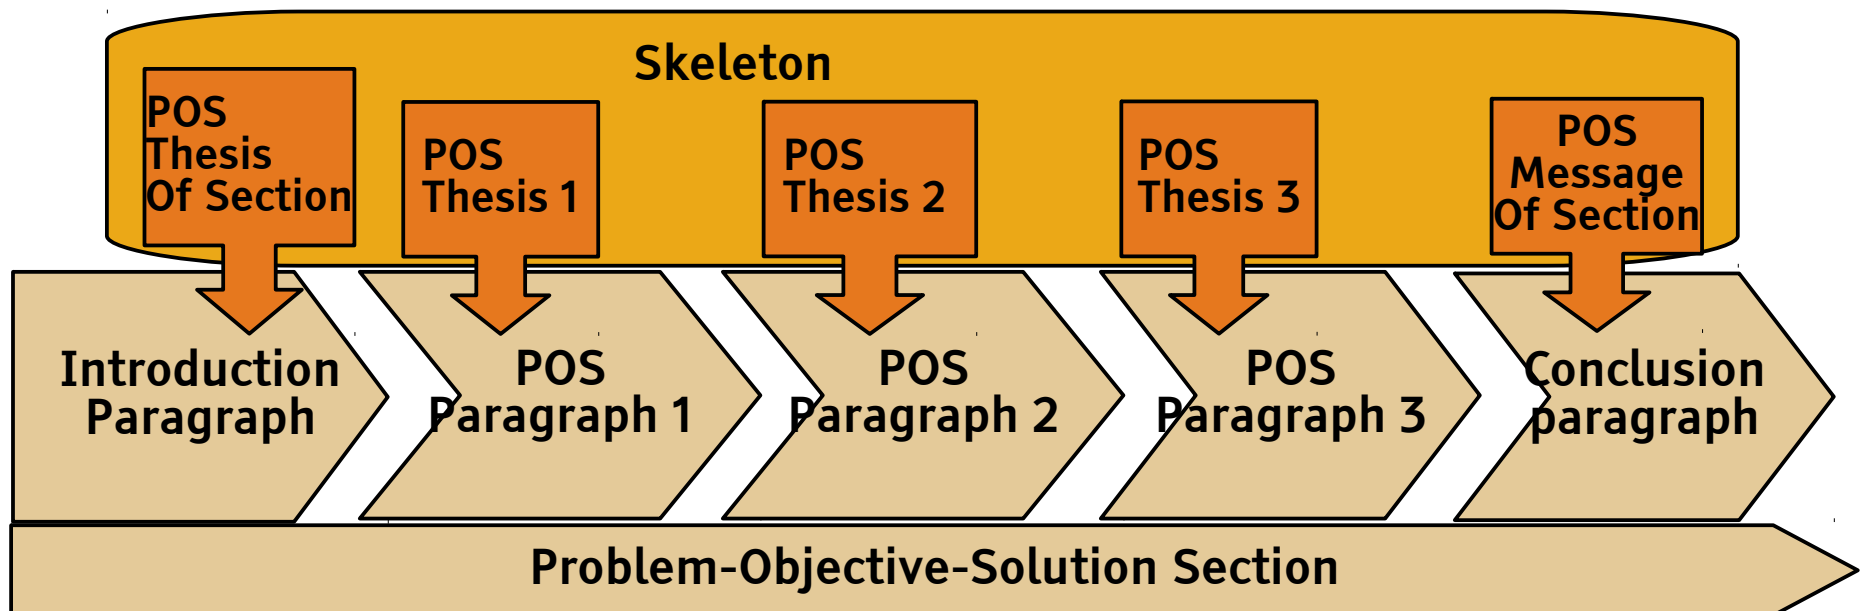 Skeleton
POS
Thesis
Of Section
POS
Thesis 1
POS
Thesis 2
POS
Thesis 3
POS
Message
Of Section
Introduction
Paragraph
POS
Paragraph 1
POS
Paragraph 2
POS
Paragraph 3
Conclusion
paragraph
Problem-Objective-Solution Section